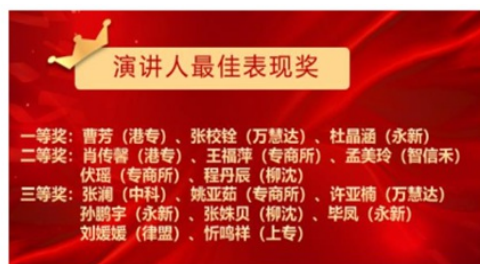 演讲人最佳表现奖
一等奖：曹芳（港专）、张校铨（万慧达）、杜晶涵（永新）
二等奖：肖传馨（港专）、王福萍（专商所）、孟美玲（智信禾）
伏瑶（专商所）、程丹辰（柳沈）
三等奖：张澜（中科）、姚亚茹（专商所）、许亚楠（万慧达）
孙鹏宇（永新）、张姝贝（柳沈）、毕凤（永新）
刘媛媛（律盟）、忻鸣祥（上专）